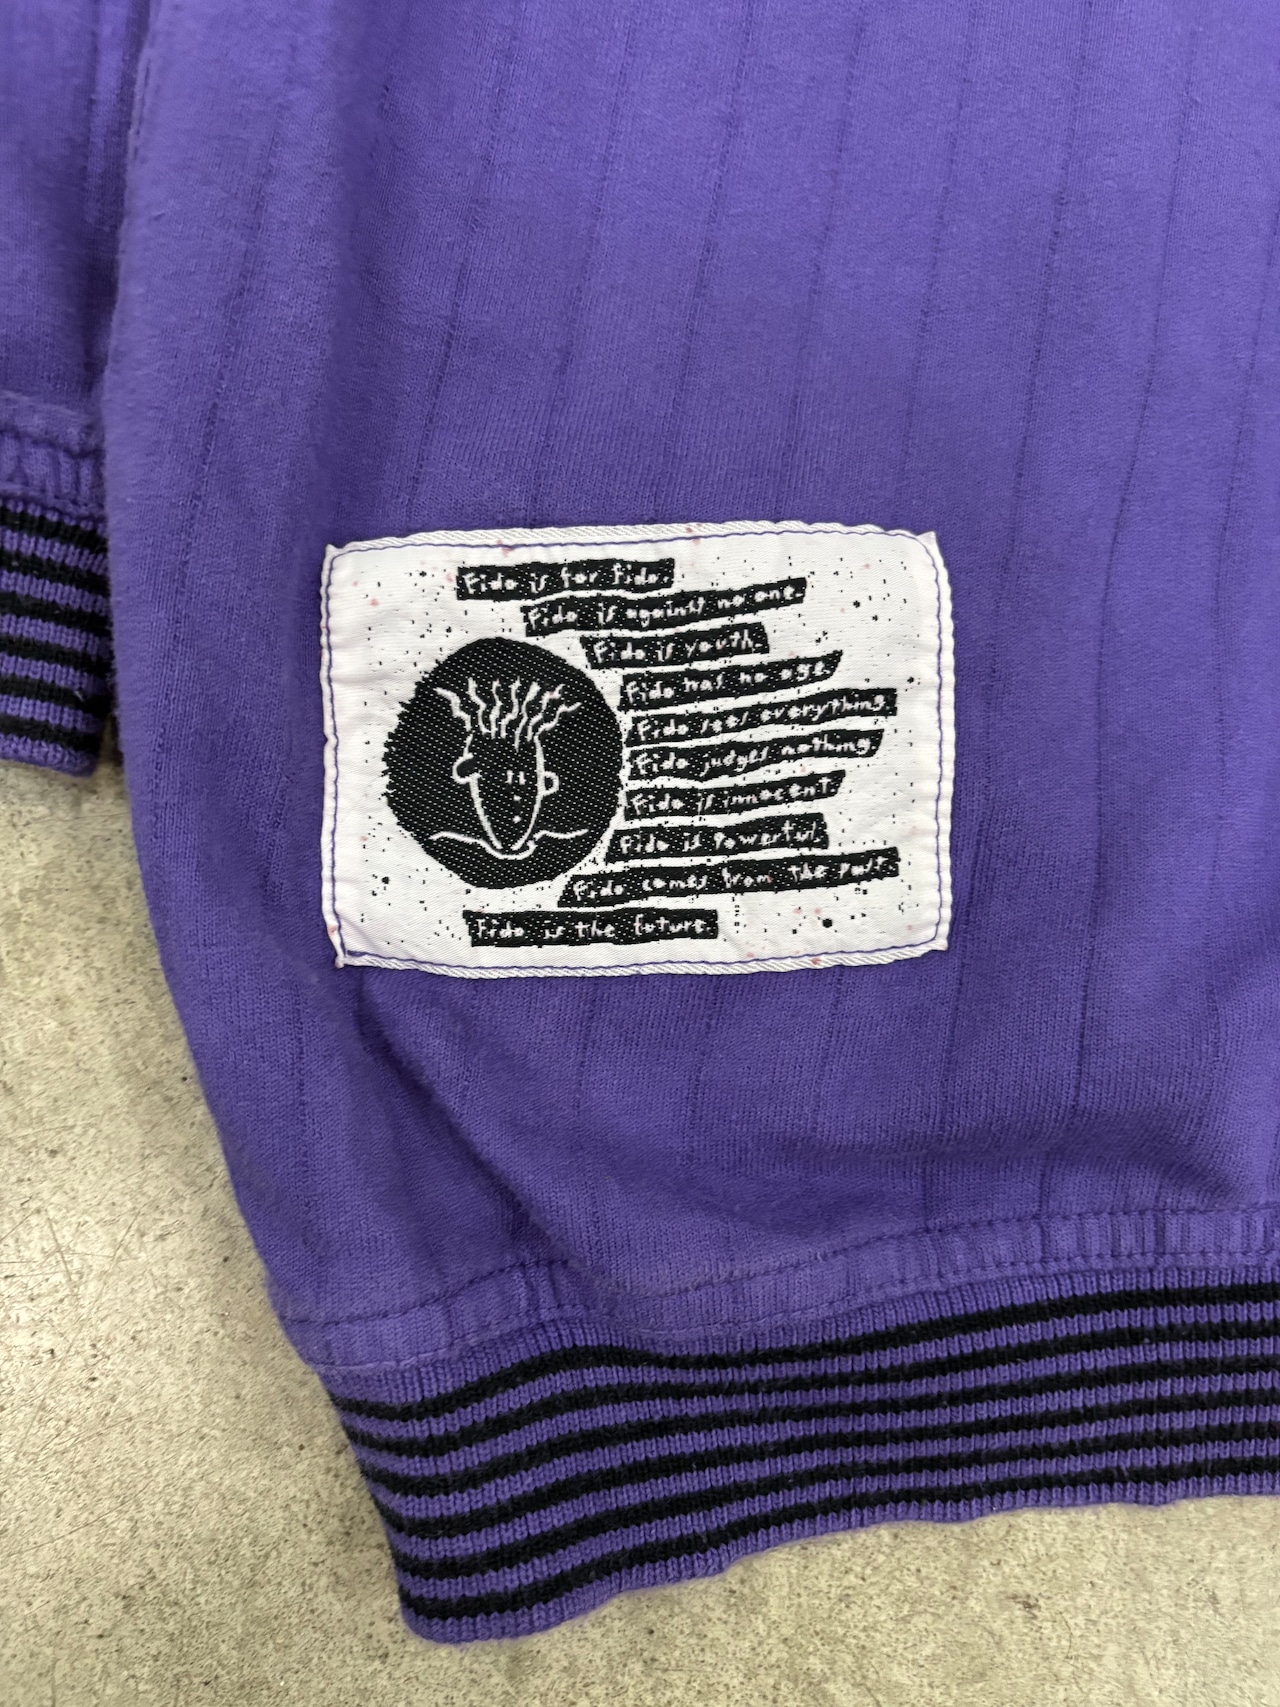 Fido is for Fido.
Fido is against no one.
Fido is youth.
Fido has no age.
Fido sees everything.
Fido judges nothing.
Fido is innocent.
Fido is powerful.
Fido comes from the past.
Fido is the future.